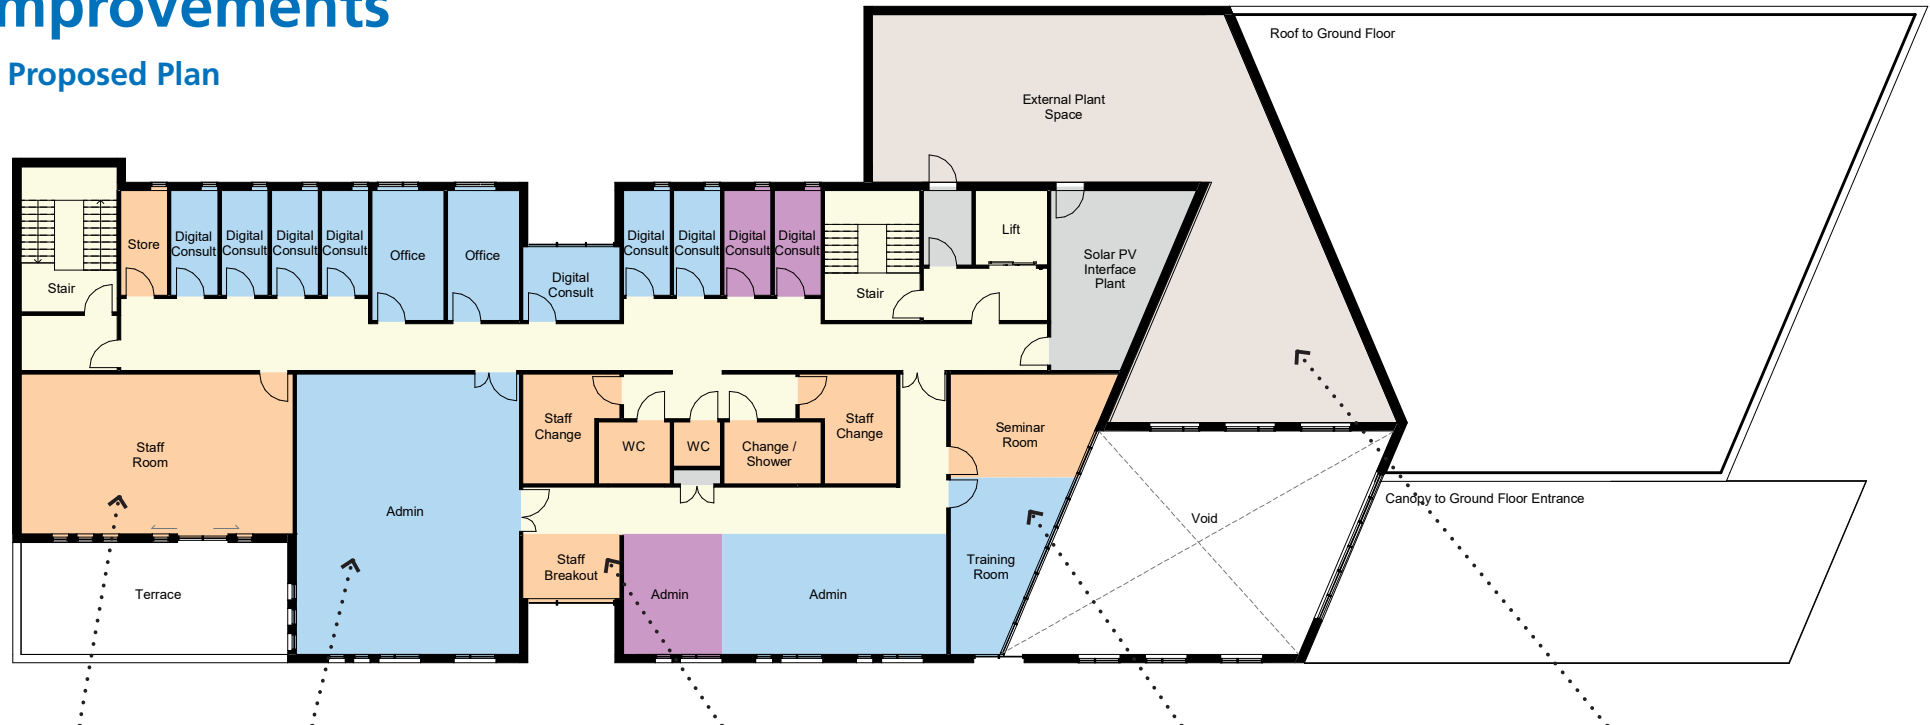 mprovements
Proposed Plan
Roof to Ground Floor
External Plant
Space
Store
Digital
Consult
Digital
Consult
Digital
Consult
Digital
Consult
Office
Office
Digital
Consult
Digital
Consult
Digital
Consult
Digital
Consult
Digital
Consult
Stair
Stair
Lift
Solar PV
Interface
Plant
Staff
Room
Admin
Staff
Change
WC
WC
Change /
Shower
Staff
Change
Seminar
Room
Canopy to Ground Floor Entrance
Void
Terrace
Staff
Breakout
Admin
Admin
Training
Room